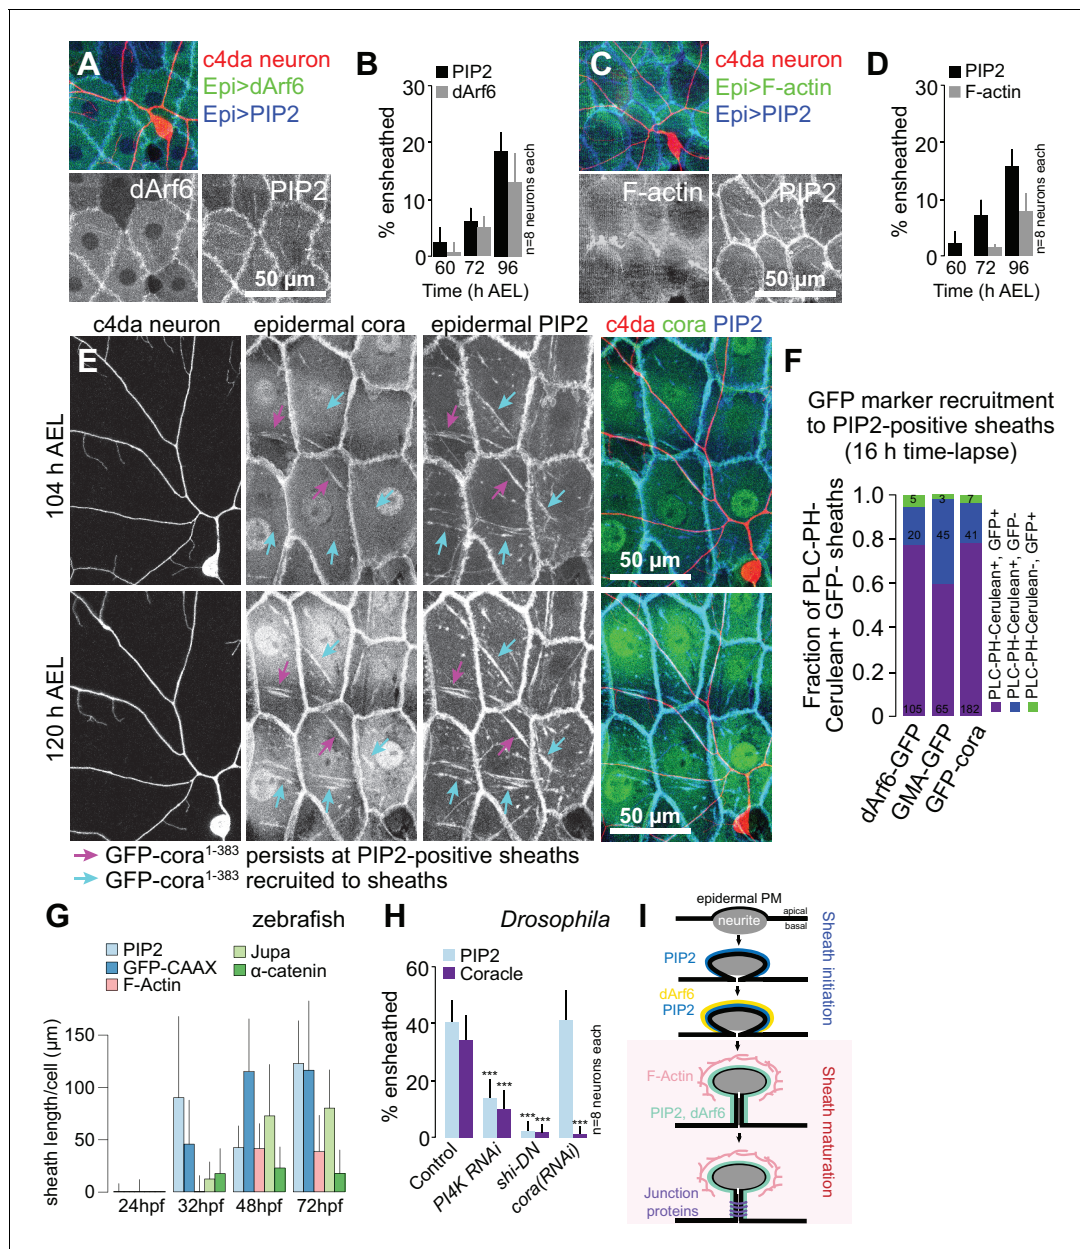 A
c4da neuron
Epi>dArf6
Epi>PIP2
dArf6
PIP2
50 µm
B
PIP2
dArf6
% ensheathed
30
20
10
0
60 72 96
Time (h AEL)
n=8 neurons each
C
c4da neuron
Epi>F-actin
Epi>PIP2
F-actin
PIP2
50 µm
D
PIP2
F-actin
% ensheathed
30
20
10
0
60 72 96
Time (h AEL)
n=8 neurons each
E
c4da neuron
epidermal cora
epidermal PIP2
c4da cora PIP2
104 h AEL
50 µm
120 h AEL
50 µm
GFP-cora1-383 persists at PIP2-positive sheaths
GFP-cora1-383 recruited to sheaths
F
GFP marker recruitment
to PIP2-positive sheaths
(16 h time-lapse)
Fraction of PLC-PH-
Cerulean+ GFP- sheaths
1.0
0.8
0.6
0.4
0.2
0
5 3 7
20 45 41
105 65 182
dArf6-GFP
GMA-GFP
GFP-cora
PLC-PH-Cerulean+, GFP+
PLC-PH-Cerulean+, GFP-
PLC-PH-Cerulean-, GFP+
G
zebrafish
PIP2
GFP-CAAX
F-Actin
Jupa
α-catenin
sheath length/cell (µm)
150
100
50
0
24hpf 32hpf 48hpf 72hpf
H
Drosophila
PIP2
Coracle
% ensheathed
60
40
20
0
*** ***
*** ***
***
Control
PI4K RNAi
shi-DN
cora(RNAi)
n=8 neurons each
I
epidermal PM
apical
basal
neurite
PIP2
dArf6
PIP2
F-Actin
PIP2, dArf6
Junction
proteins
Sheath initiation
Sheath maturation